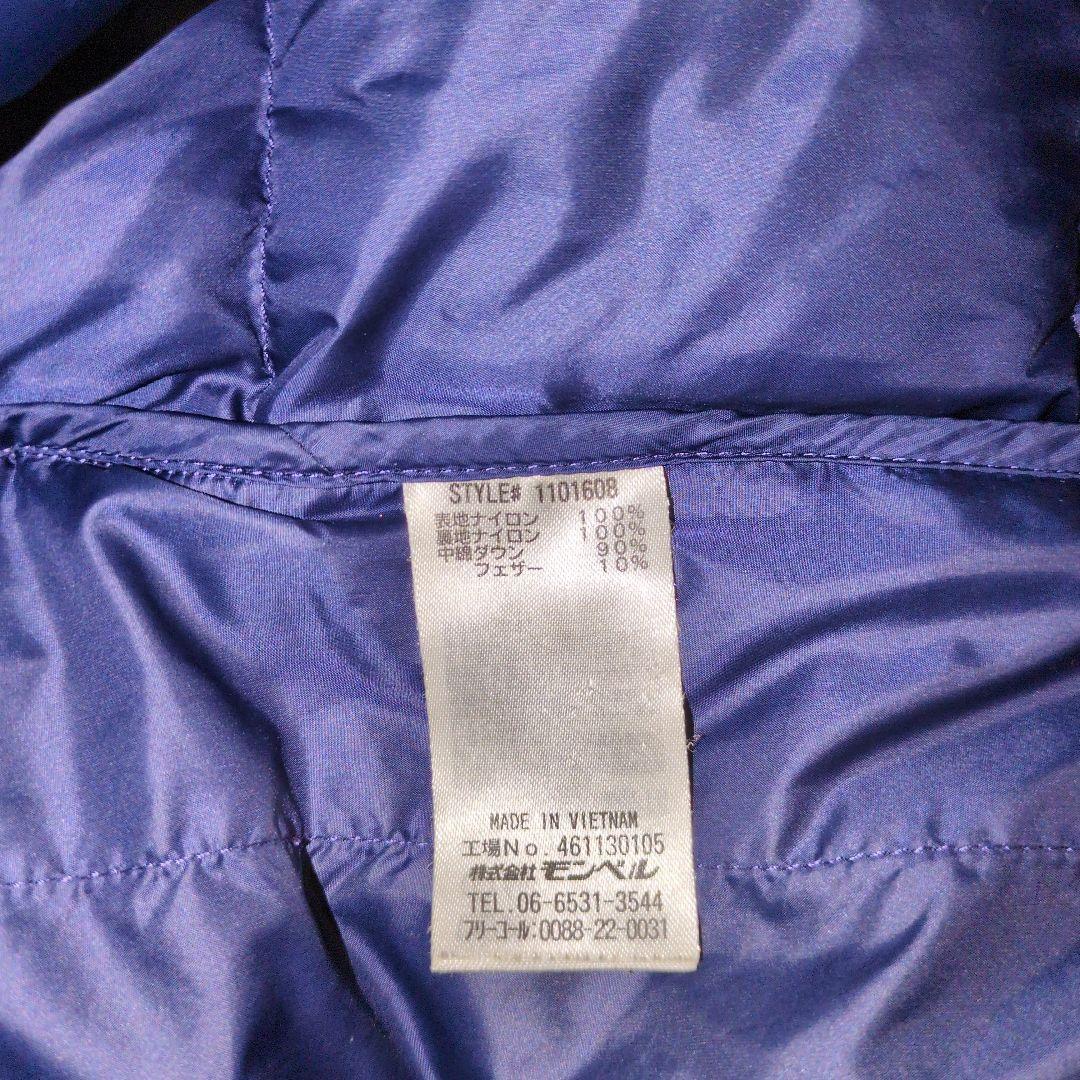 STYLE# 1101608
表地ナイロン 100%
裏地ナイロン 100%
中綿ダウン 90%
フェザー 10%
MADE IN VIETNAM
工場No. 461130105
株式会社モンベル
TEL. 06-6531-3544
フリーコール:0088-22-0031